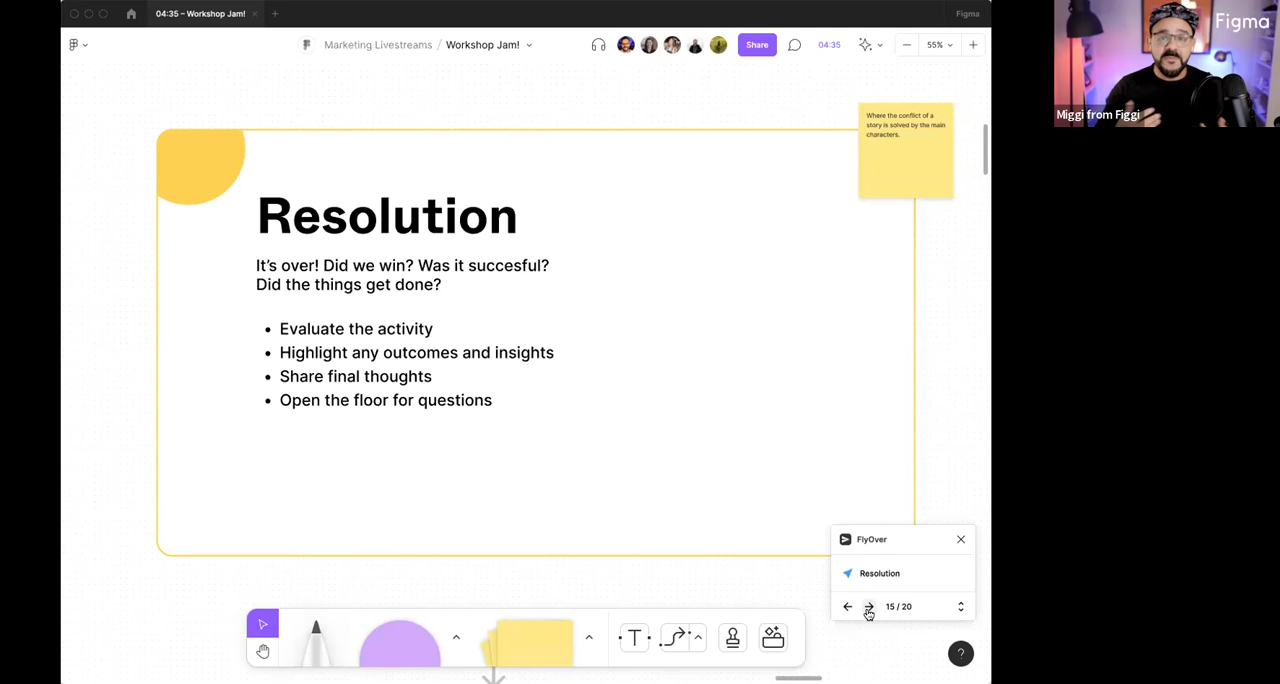 04:35 – Workshop Jam!
Figma
Marketing Livestreams / Workshop Jam!
Share
04:35
55%
Figma
Miggi from Figgi
Where the conflict of a
story is solved by the main
characters.
Resolution
It's over! Did we win? Was it succesful?
Did the things get done?
• Evaluate the activity
• Highlight any outcomes and insights
• Share final thoughts
• Open the floor for questions
FlyOver
Resolution
15 / 20
T
?